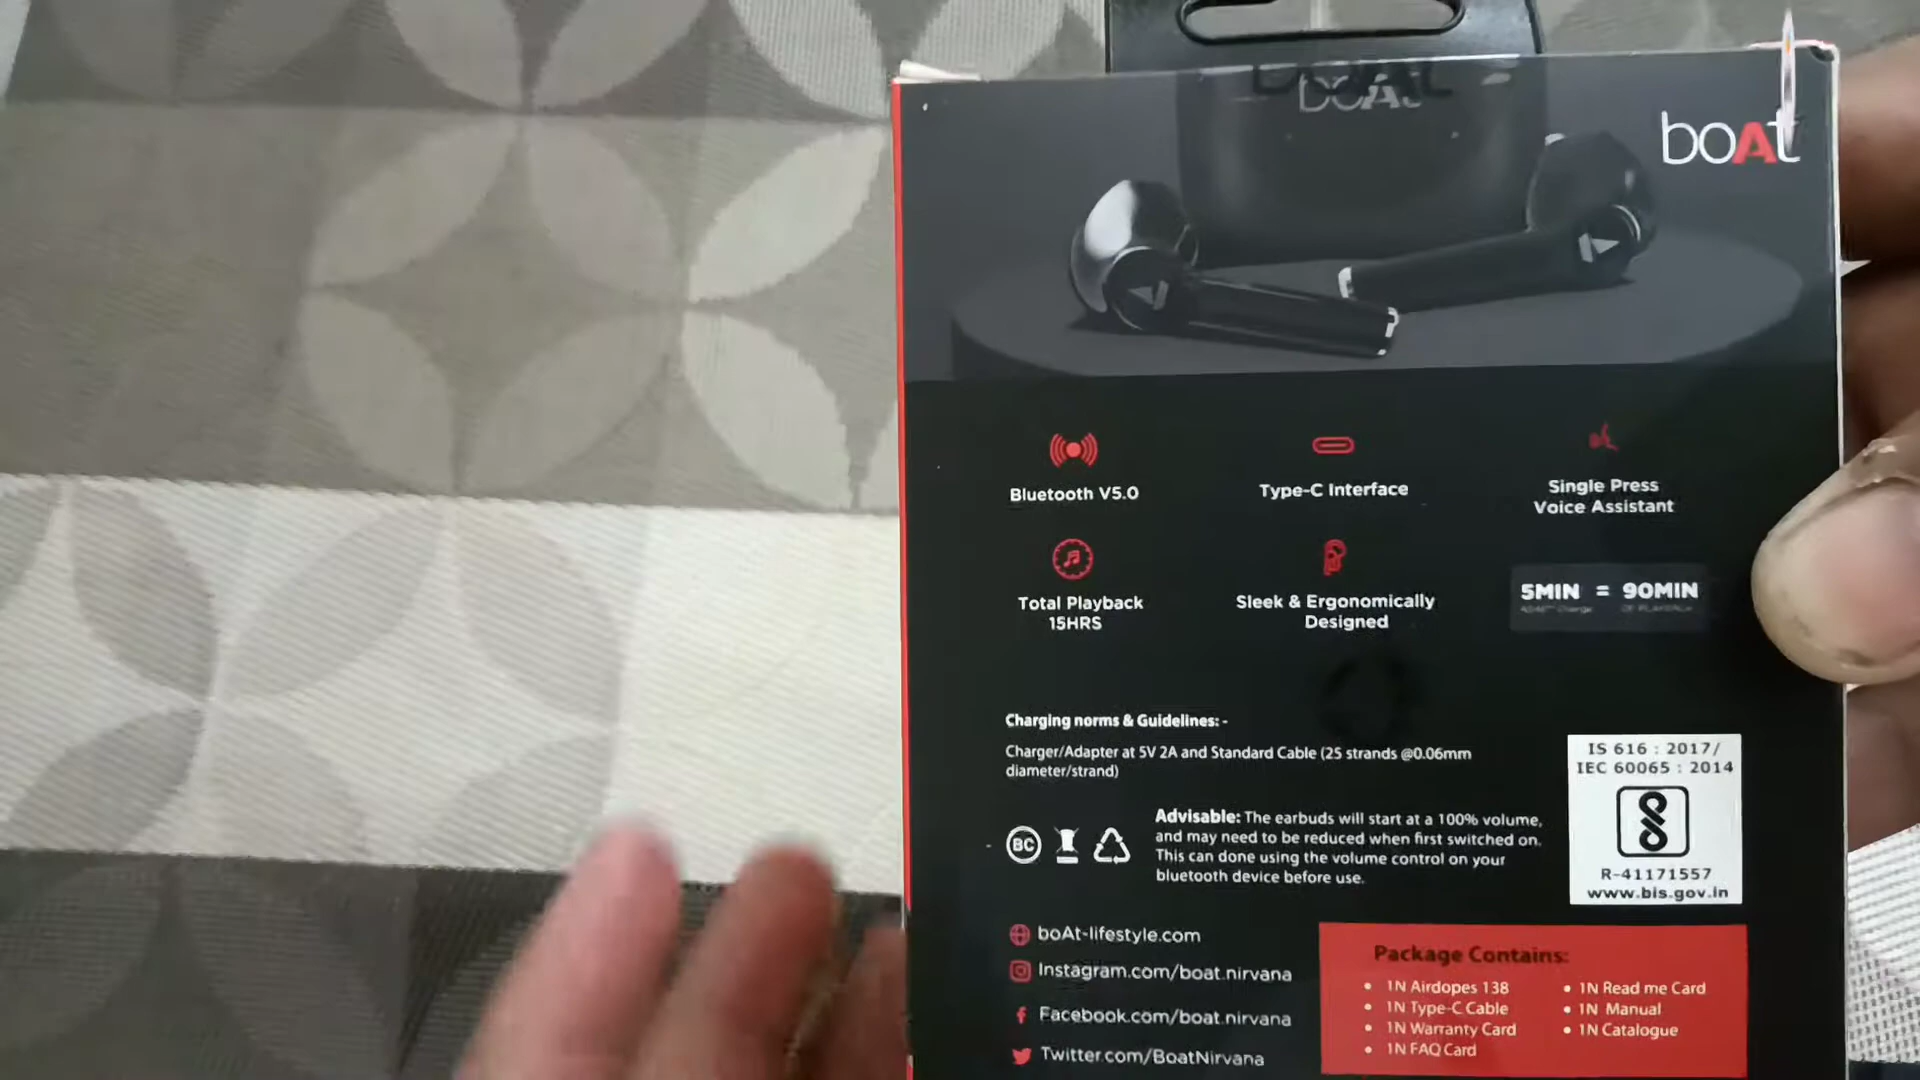 boAt
boAt
Bluetooth V5.0
Type-C Interface
Single Press
Voice Assistant
Total Playback
15HRS
Sleek & Ergonomically
Designed
5MIN = 90MIN
Charging norms & Guidelines: -
Charger/Adapter at 5V 2A and Standard Cable (25 strands @0.06mm
diameter/strand)
Advisable: The earbuds will start at a 100% volume,
and may need to be reduced when first switched on.
This can done using the volume control on your
bluetooth device before use.
BC
IS 616 : 2017/
IEC 60065 : 2014
R-41171557
www.bis.gov.in
boAt-lifestyle.com
Instagram.com/boat.nirvana
Facebook.com/boat.nirvana
Twitter.com/BoatNirvana
Package Contains:
• 1N Airdopes 138
• 1N Type-C Cable
• 1N Warranty Card
• 1N FAQ Card
• 1N Read me Card
• 1N Manual
• 1N Catalogue